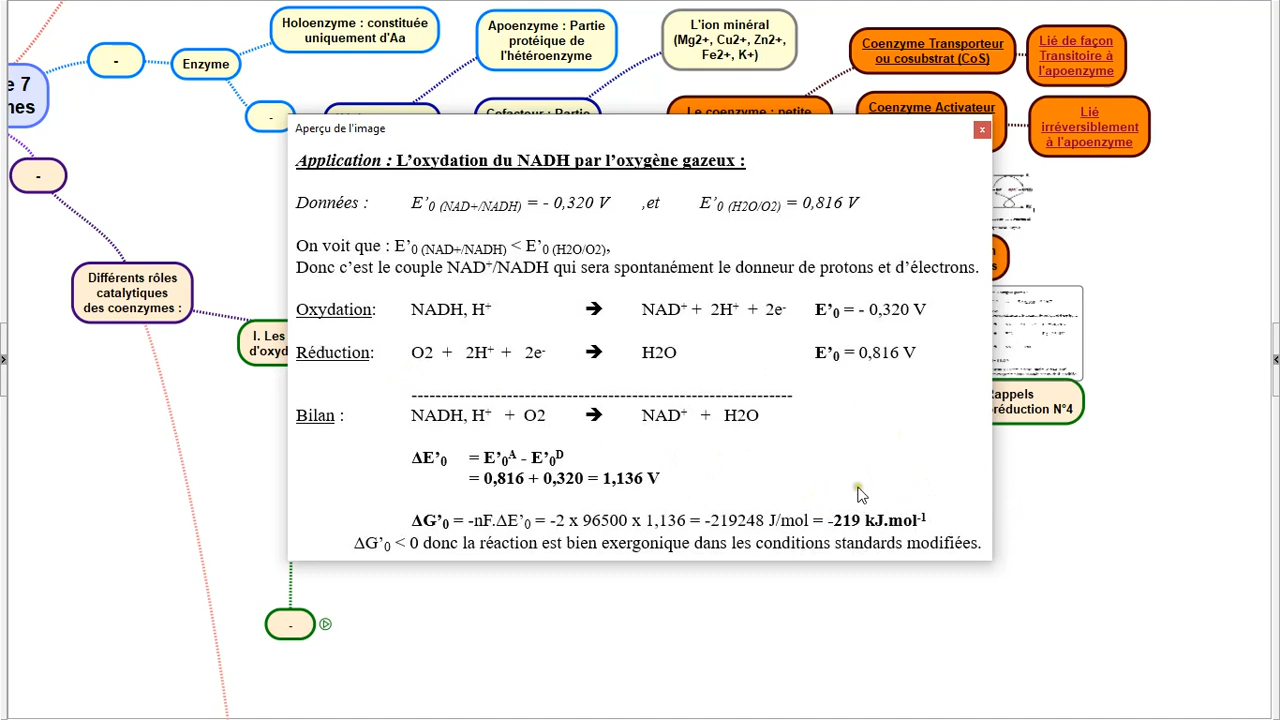 Holoenzyme : constituée
uniquement d'Aa
Apoenzyme : Partie
protéique de
l'hétéroenzyme
L'ion minéral
(Mg2+, Cu2+, Zn2+,
Fe2+, K+)
Coenzyme Transporteur
ou cosubstrat (CoS)
Lié de façon
Transitoire à
l'apoenzyme
-
Enzyme
e 7
nes
-
Cofacteur : Partie
Le coenzyme : petite
Coenzyme Activateur
Lié
irréversiblement
à l'apoenzyme
-
Différents rôles
catalytiques
des coenzymes :
I. Les
d'oxyd
Rappels
réduction N°4
-
Aperçu de l'image
x
Application : L’oxydation du NADH par l’oxygène gazeux :
Données : E’0 (NAD+/NADH) = - 0,320 V ,et E’0 (H2O/O2) = 0,816 V
On voit que : E’0 (NAD+/NADH) < E’0 (H2O/O2),
Donc c’est le couple NAD⁺/NADH qui sera spontanément le donneur de protons et d’électrons.
Oxydation: NADH, H⁺ ➔ NAD⁺ + 2H⁺ + 2e⁻ E’0 = - 0,320 V
Réduction: O2 + 2H⁺ + 2e⁻ ➔ H2O E’0 = 0,816 V
----------------------------------------------------------------
Bilan : NADH, H⁺ + O2 ➔ NAD⁺ + H2O
ΔE’0 = E’0ᴬ - E’0ᴰ
= 0,816 + 0,320 = 1,136 V
ΔG’0 = -nF.ΔE’0 = -2 x 96500 x 1,136 = -219248 J/mol = -219 kJ.mol⁻¹
ΔG’0 < 0 donc la réaction est bien exergonique dans les conditions standards modifiées.